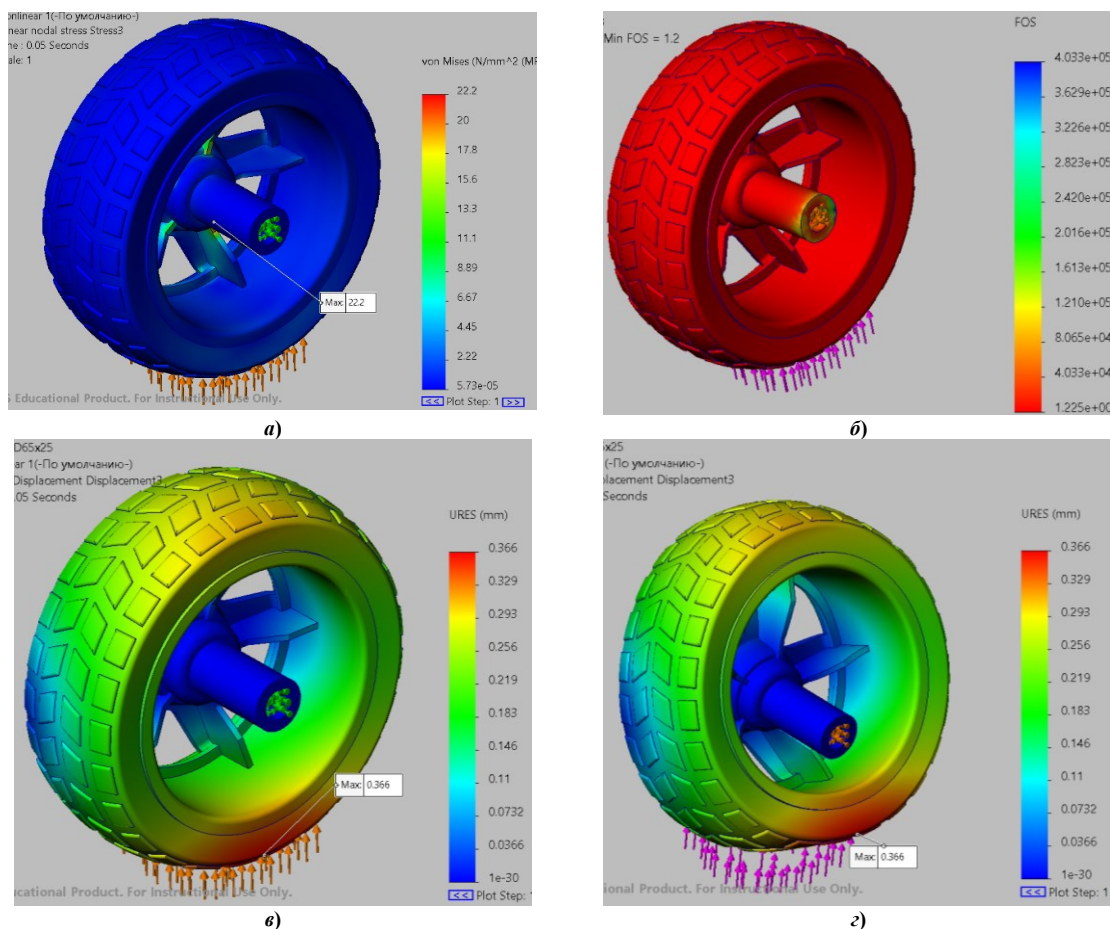 onlinear 1(-По умолчанию-)
near nodal stress Stress3
ne : 0.05 Seconds
ale: 1
von Mises (N/mm^2 (MP
22.2
20
17.8
15.6
13.3
11.1
8.89
6.67
4.45
2.22
5.73e-05
Max: 22.2
S Educational Product. For Instructional Use Only.
<< Plot Step: 1 >>
а)
s
Min FOS = 1.2
FOS
4.033e+05
3.629e+05
3.226e+05
2.823e+05
2.420e+05
2.016e+05
1.613e+05
1.210e+05
8.065e+04
4.033e+04
1.225e+00
б)
D65x25
ar 1(-По умолчанию-)
Displacement Displacement3
.05 Seconds
URES (mm)
0.366
0.329
0.293
0.256
0.219
0.183
0.146
0.11
0.0732
0.0366
1e-30
Max: 0.366
ucational Product. For Instructional Use Only.
<< Plot Step: 1
в)
5x25
(-По умолчанию-)
placement Displacement3
Seconds
URES (mm)
0.366
0.329
0.293
0.256
0.219
0.183
0.146
0.11
0.0732
0.0366
1e-30
Max: 0.366
tional Product. For Instructional Use Only.
<< Plot Step: 1
г)